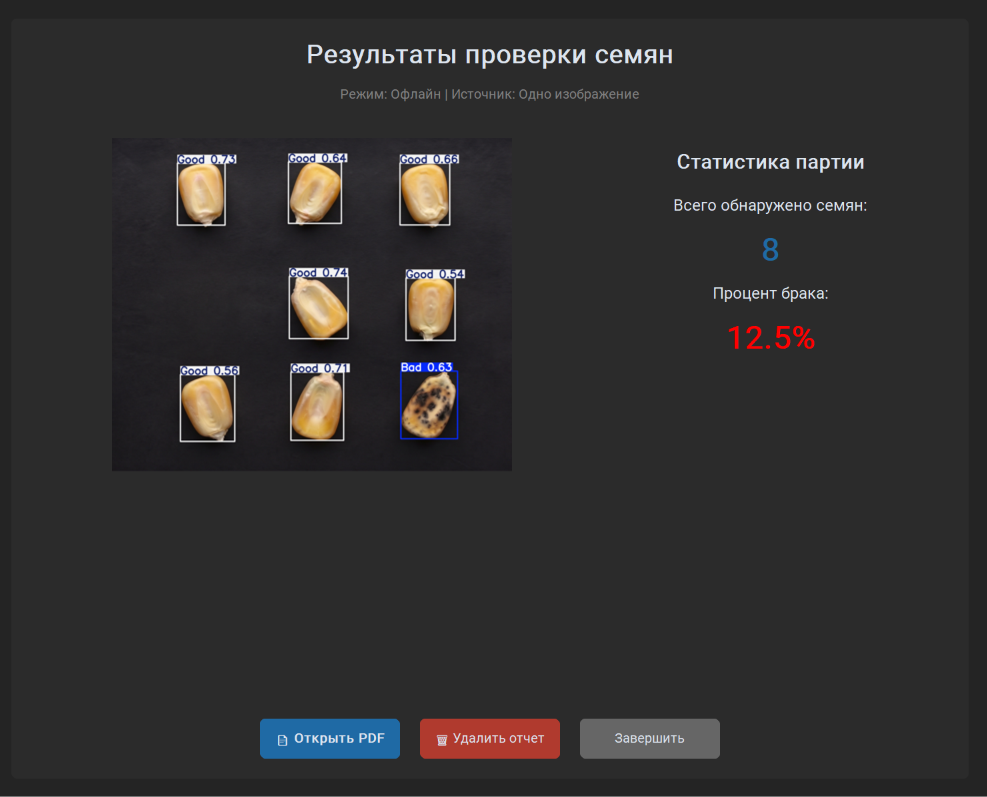 Результаты проверки семян
Режим: Офлайн | Источник: Одно изображение
Good 0.73 Good 0.64 Good 0.66
Good 0.74 Good 0.54
Good 0.56 Good 0.71 Bad 0.63
Статистика партии
Всего обнаружено семян:
8
Процент брака:
12.5%
Открыть PDF Удалить отчет Завершить